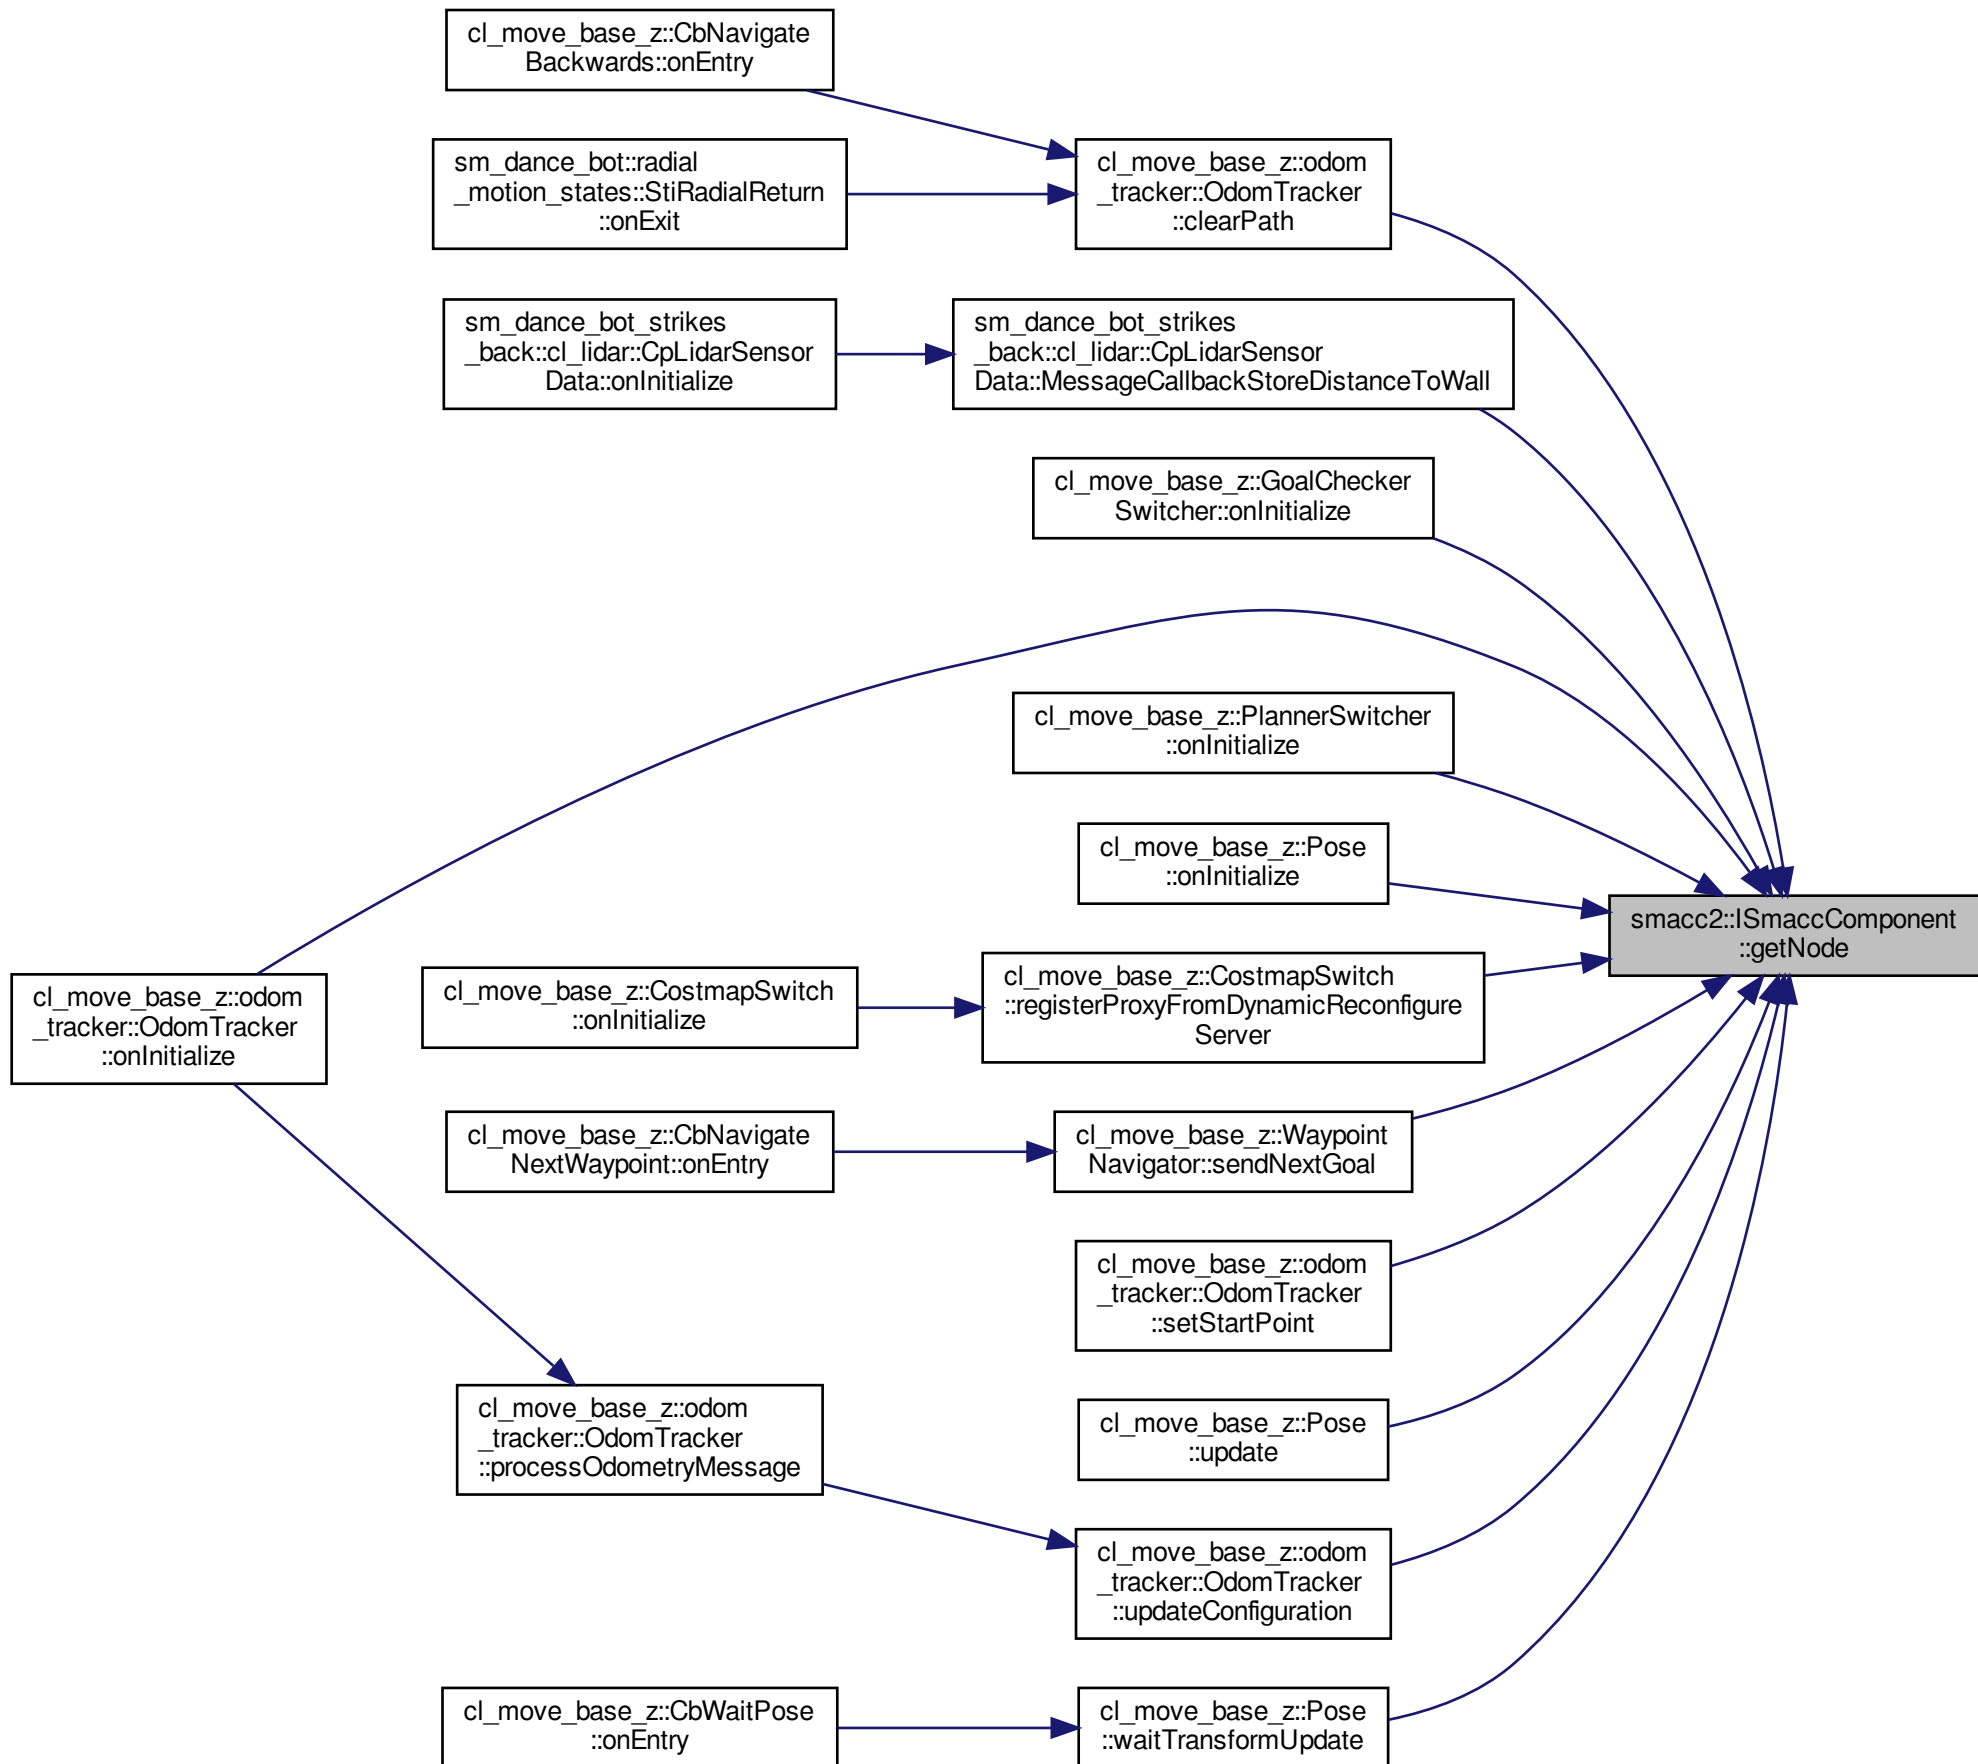 cl_move_base_z::CbNavigate
Backwards::onEntry
sm_dance_bot::radial
_motion_states::StiRadialReturn
::onExit
cl_move_base_z::odom
_tracker::OdomTracker
::clearPath
sm_dance_bot_strikes
_back::cl_lidar::CpLidarSensor
Data::onInitialize
sm_dance_bot_strikes
_back::cl_lidar::CpLidarSensor
Data::MessageCallbackStoreDistanceToWall
cl_move_base_z::GoalChecker
Switcher::onInitialize
cl_move_base_z::PlannerSwitcher
::onInitialize
cl_move_base_z::Pose
::onInitialize
smacc2::ISmaccComponent
::getNode
cl_move_base_z::odom
_tracker::OdomTracker
::onInitialize
cl_move_base_z::CostmapSwitch
::onInitialize
cl_move_base_z::CostmapSwitch
::registerProxyFromDynamicReconfigure
Server
cl_move_base_z::CbNavigate
NextWaypoint::onEntry
cl_move_base_z::Waypoint
Navigator::sendNextGoal
cl_move_base_z::odom
_tracker::OdomTracker
::setStartPoint
cl_move_base_z::odom
_tracker::OdomTracker
::processOdometryMessage
cl_move_base_z::Pose
::update
cl_move_base_z::odom
_tracker::OdomTracker
::updateConfiguration
cl_move_base_z::CbWaitPose
::onEntry
cl_move_base_z::Pose
::waitTransformUpdate